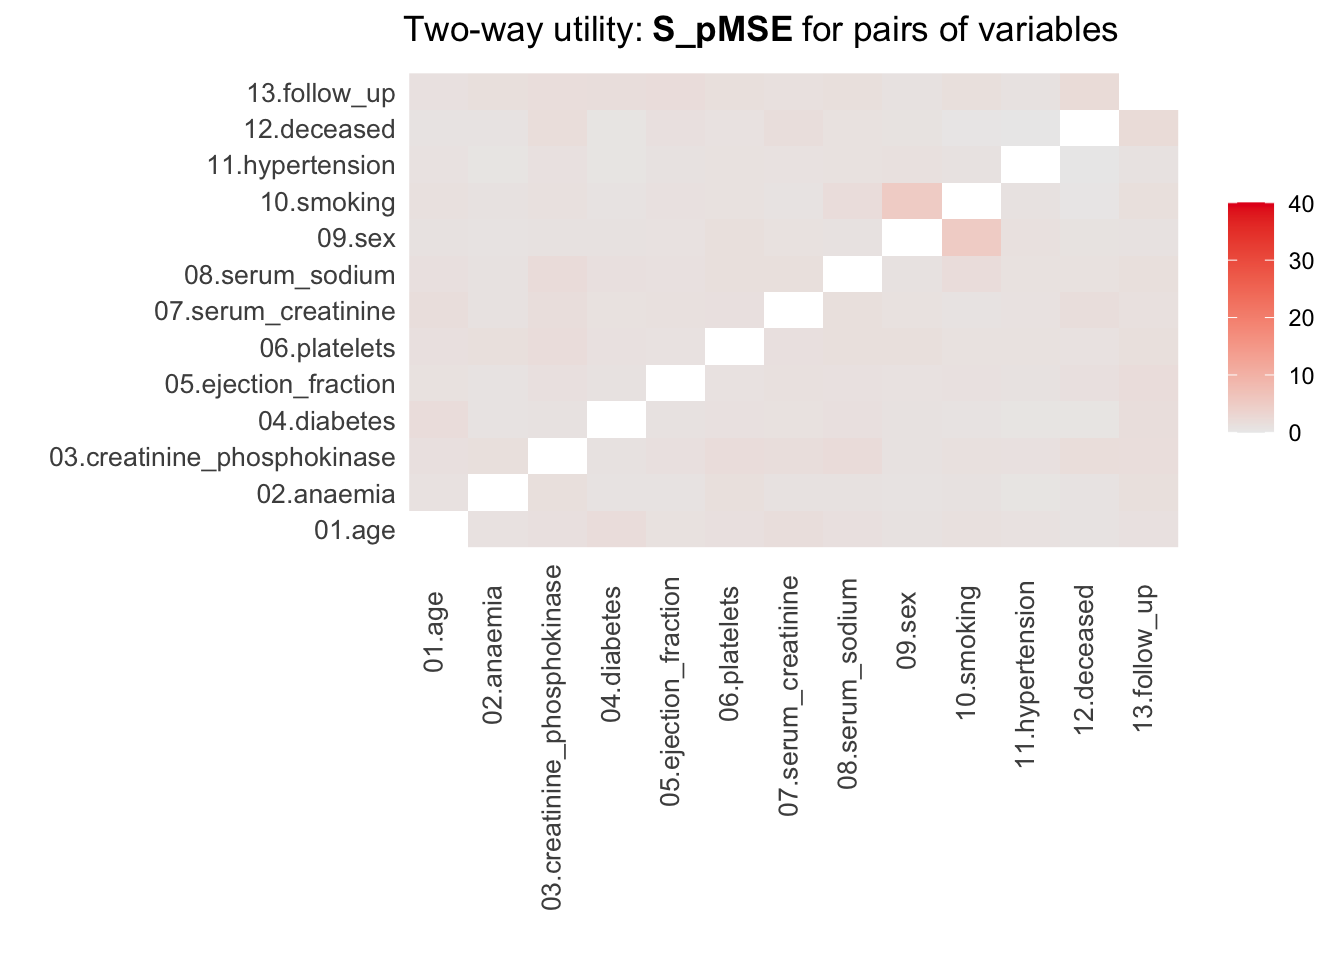 Two-way utility: S_pMSE for pairs of variables
13.follow_up
12.deceased
11.hypertension
10.smoking
09.sex
08.serum_sodium
07.serum_creatinine
06.platelets
05.ejection_fraction
04.diabetes
03.creatinine_phosphokinase
02.anaemia
01.age
40
30
20
10
0
01.age
02.anaemia
03.creatinine_phosphokinase
04.diabetes
05.ejection_fraction
06.platelets
07.serum_creatinine
08.serum_sodium
09.sex
10.smoking
11.hypertension
12.deceased
13.follow_up